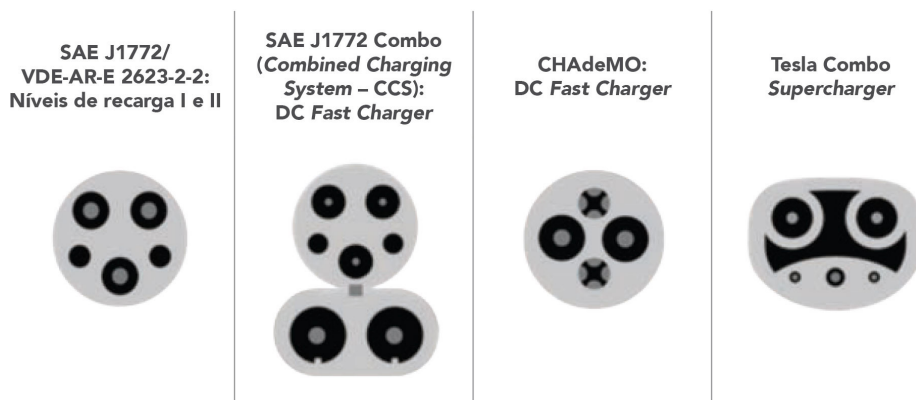 SAE J1772/
VDE-AR-E 2623-2-2:
Níveis de recarga I e II
SAE J1772 Combo
(Combined Charging
System – CCS):
DC Fast Charger
CHAdeMO:
DC Fast Charger
Tesla Combo
Supercharger